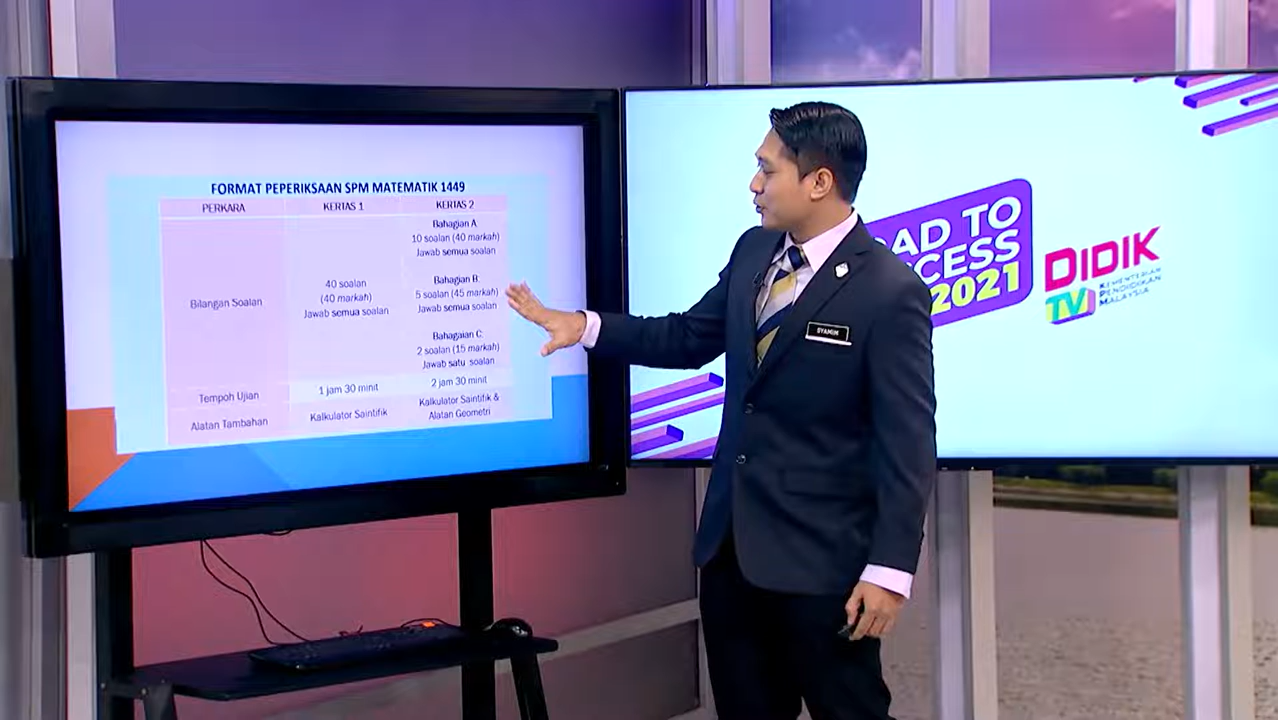 FORMAT PEPERIKSAAN SPM MATEMATIK 1449
PERKARA KERTAS 1 KERTAS 2
Bilangan Soalan
40 soalan
(40 markah)
Jawab semua soalan
Bahagian A
10 soalan (40 markah)
Jawab semua soalan
Bahagian B:
5 soalan (45 markah)
Jawab semua soalan
Bahagaian C
2 soalan (15 markah)
Jawab satu soalan
Tempoh Ujian 1 jam 30 minit 2 jam 30 minit
Alatan Tambahan Kalkulator Saintifik
Kalkulator Saintifik &
Alatan Geometri
SYAMIM
AD TO
CESS
2021
DIDIK
TV
KEMENTERIAN
PENDIDIKAN
MALAYSIA